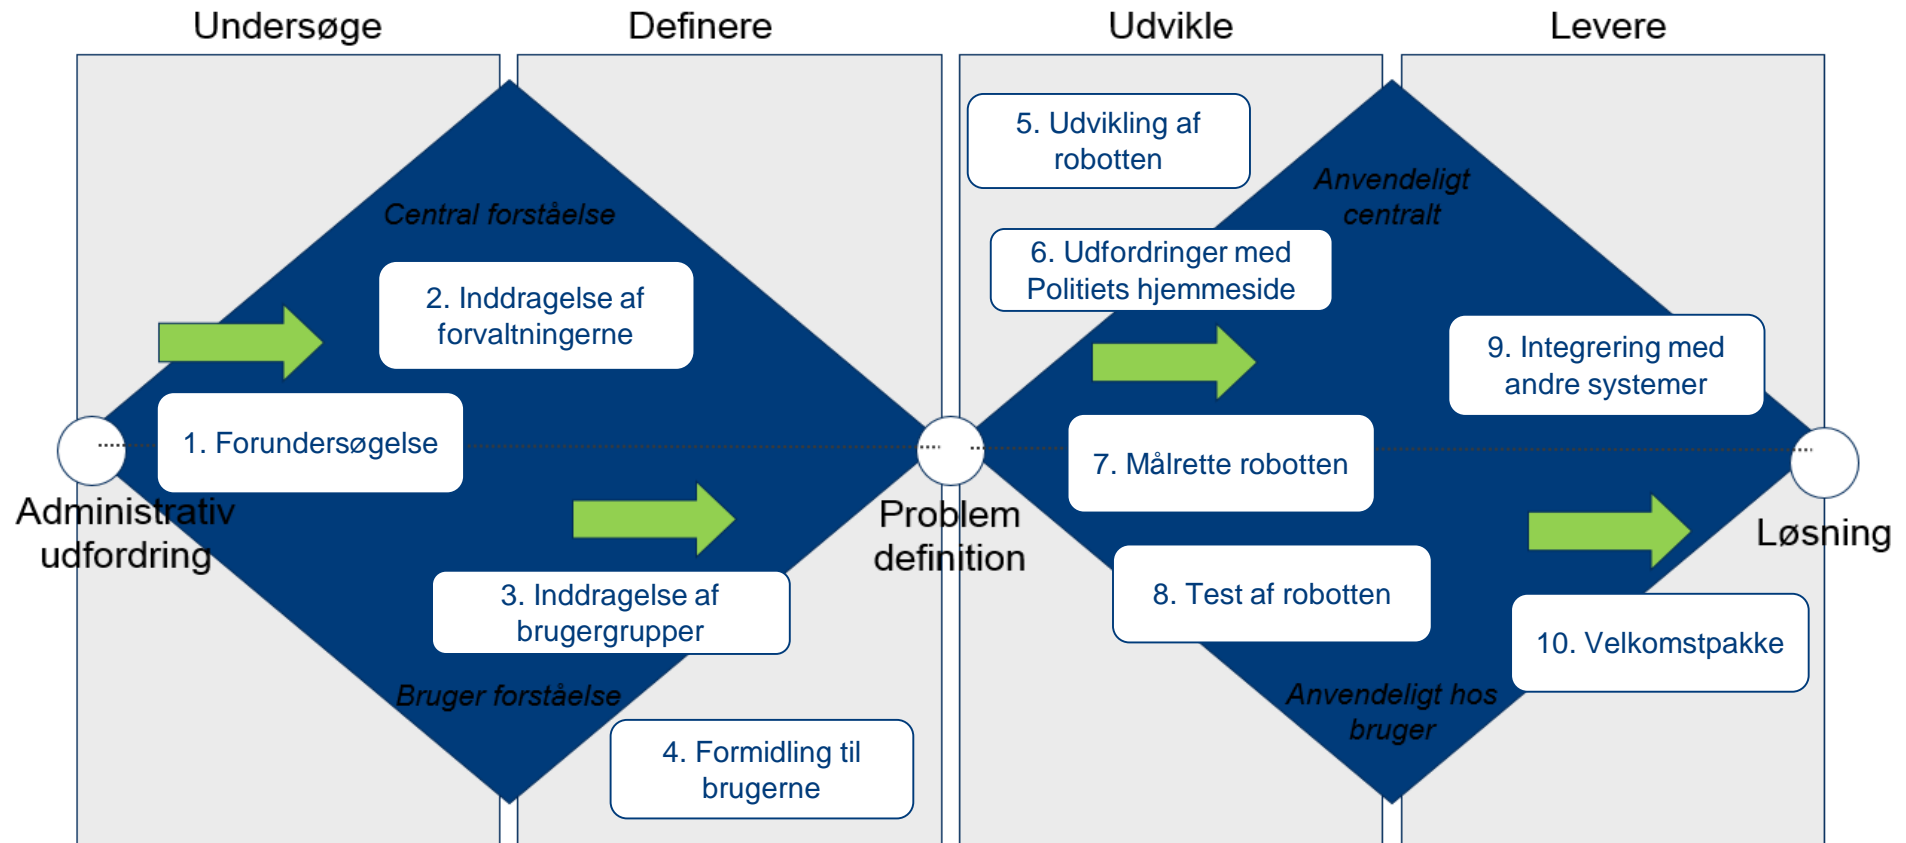 Undersøge
Definere
Udvikle
Levere
Central forståelse
2. Inddragelse af
forvaltningerne
1. Forundersøgelse
Administrativ
udfordring
3. Inddragelse af
brugergrupper
Bruger forståelse
4. Formidling til
brugerne
Problem
definition
5. Udvikling af
robotten
Anvendeligt
centralt
6. Udfordringer med
Politiets hjemmeside
9. Integrering med
andre systemer
7. Målrette robotten
8. Test af robotten
Løsning
10. Velkomstpakke
Anvendeligt hos
bruger